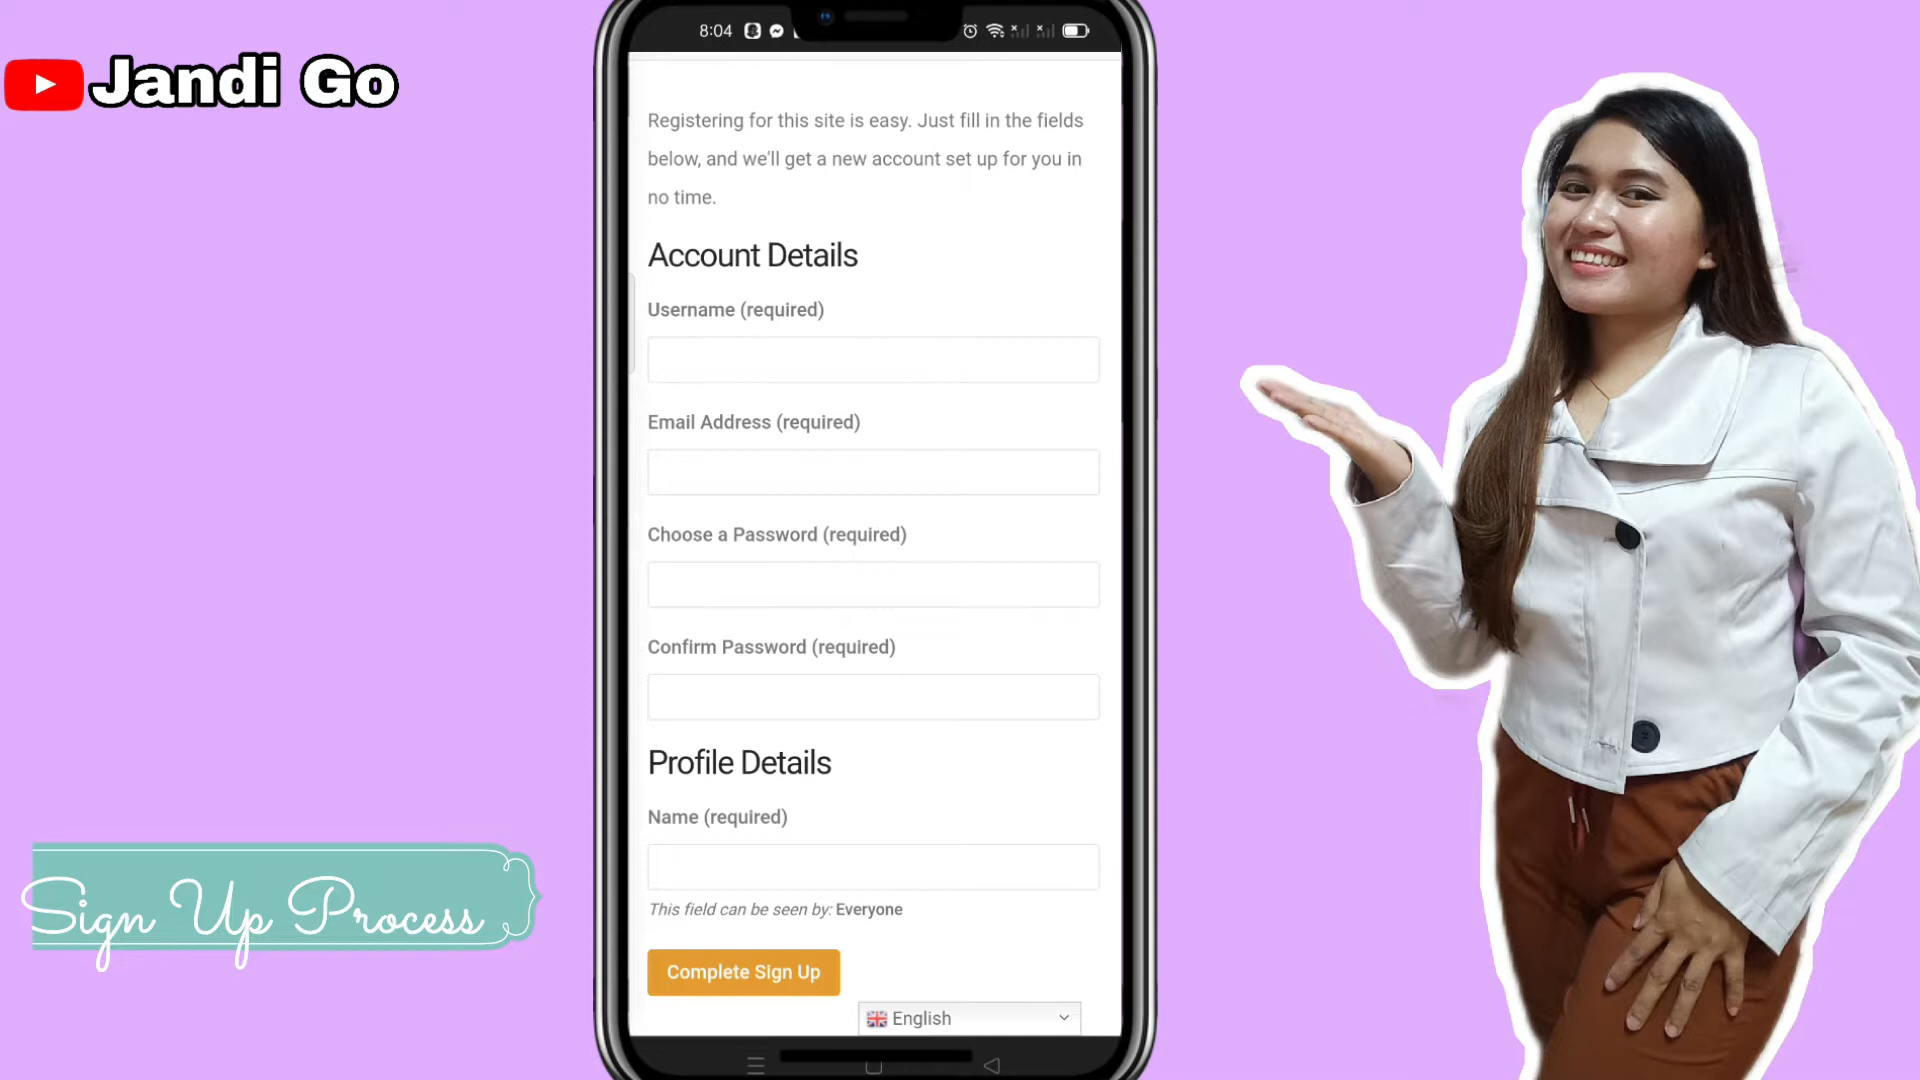 Jandi Go
8:04
Registering for this site is easy. Just fill in the fields
below, and we'll get a new account set up for you in
no time.
Account Details
Username (required)
Email Address (required)
Choose a Password (required)
Confirm Password (required)
Profile Details
Name (required)
This field can be seen by: Everyone
Complete Sign Up
English
Sign Up Process